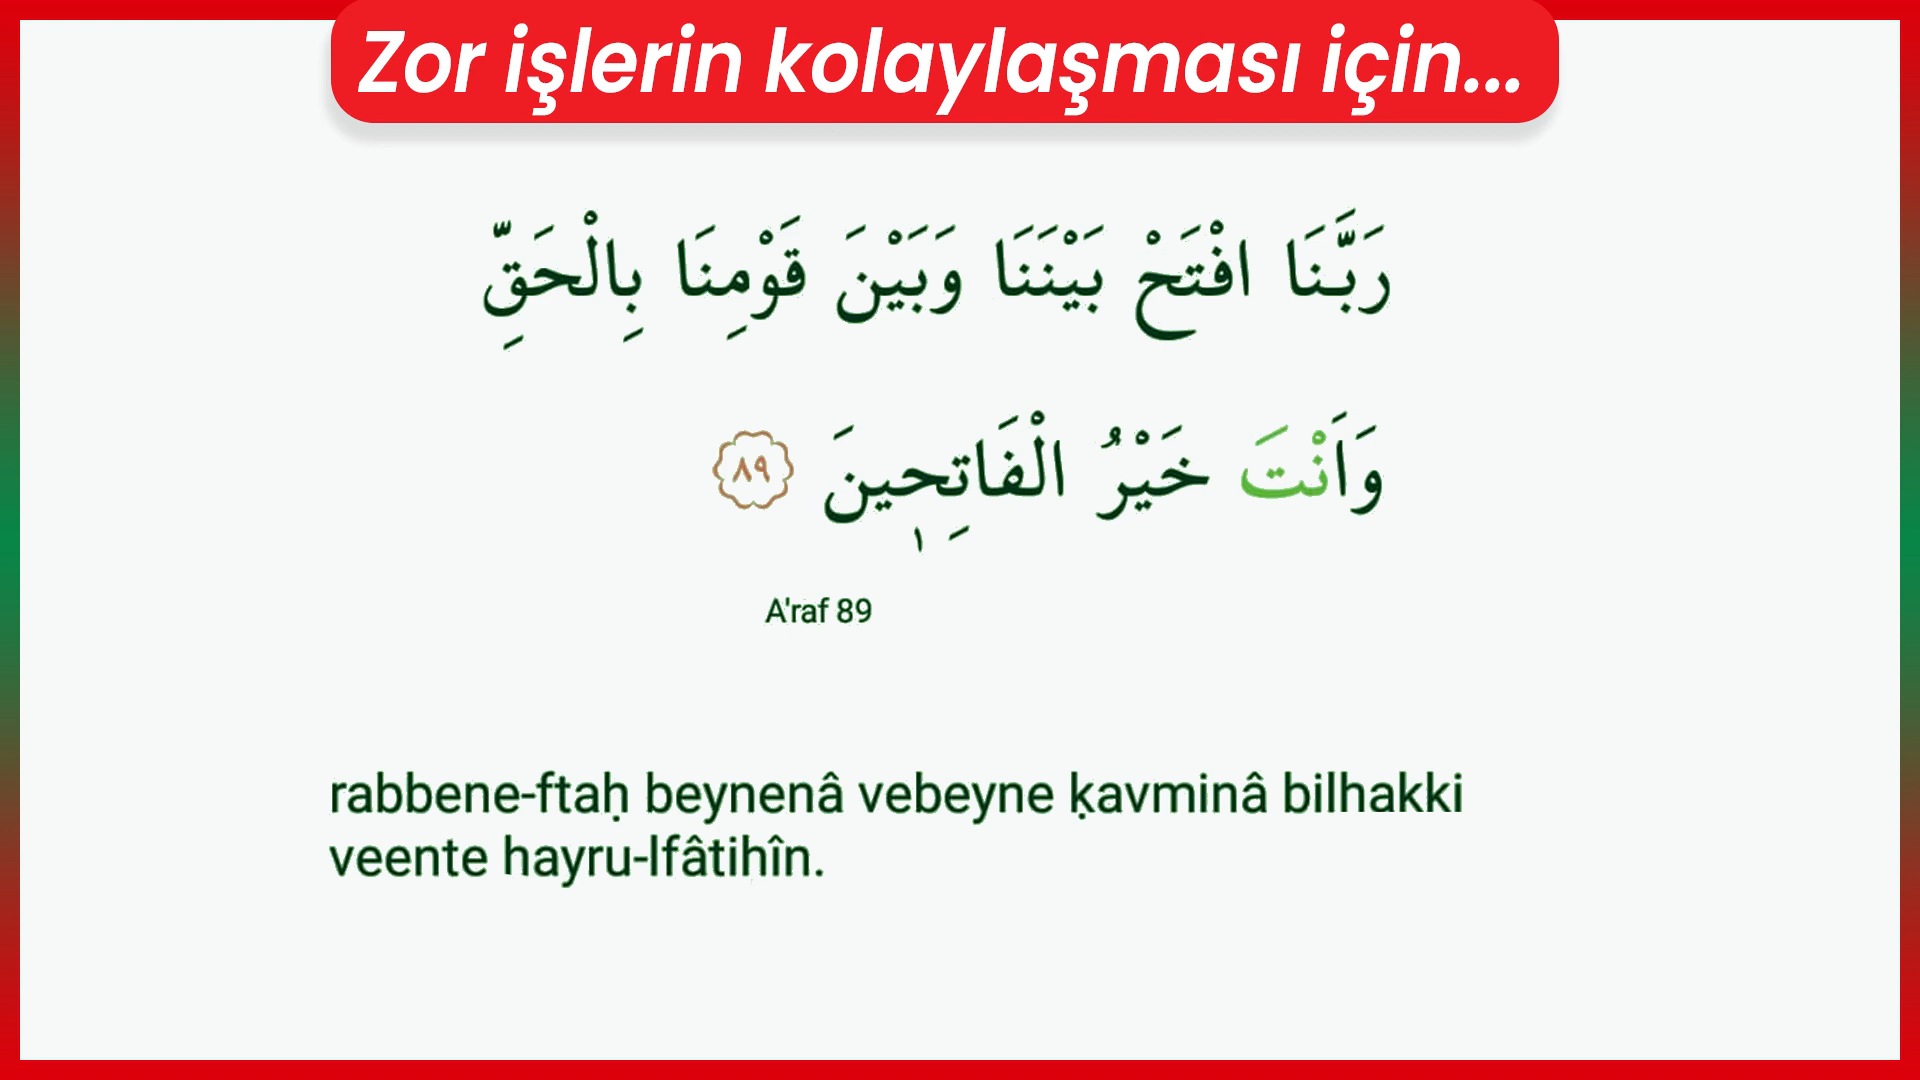 Zor işlerin kolaylaşması için...
رَبَّنَا افْتَحْ بَيْنَنَا وَبَيْنَ قَوْمِنَا بِالْحَقِّ
وَاَنْتَ خَيْرُ الْفَاتِحٖينَ ٨٩
A'raf 89
rabbene-ftaḥ beynenâ vebeyne ḳavminâ bilhakki
veente hayru-lfâtihîn.